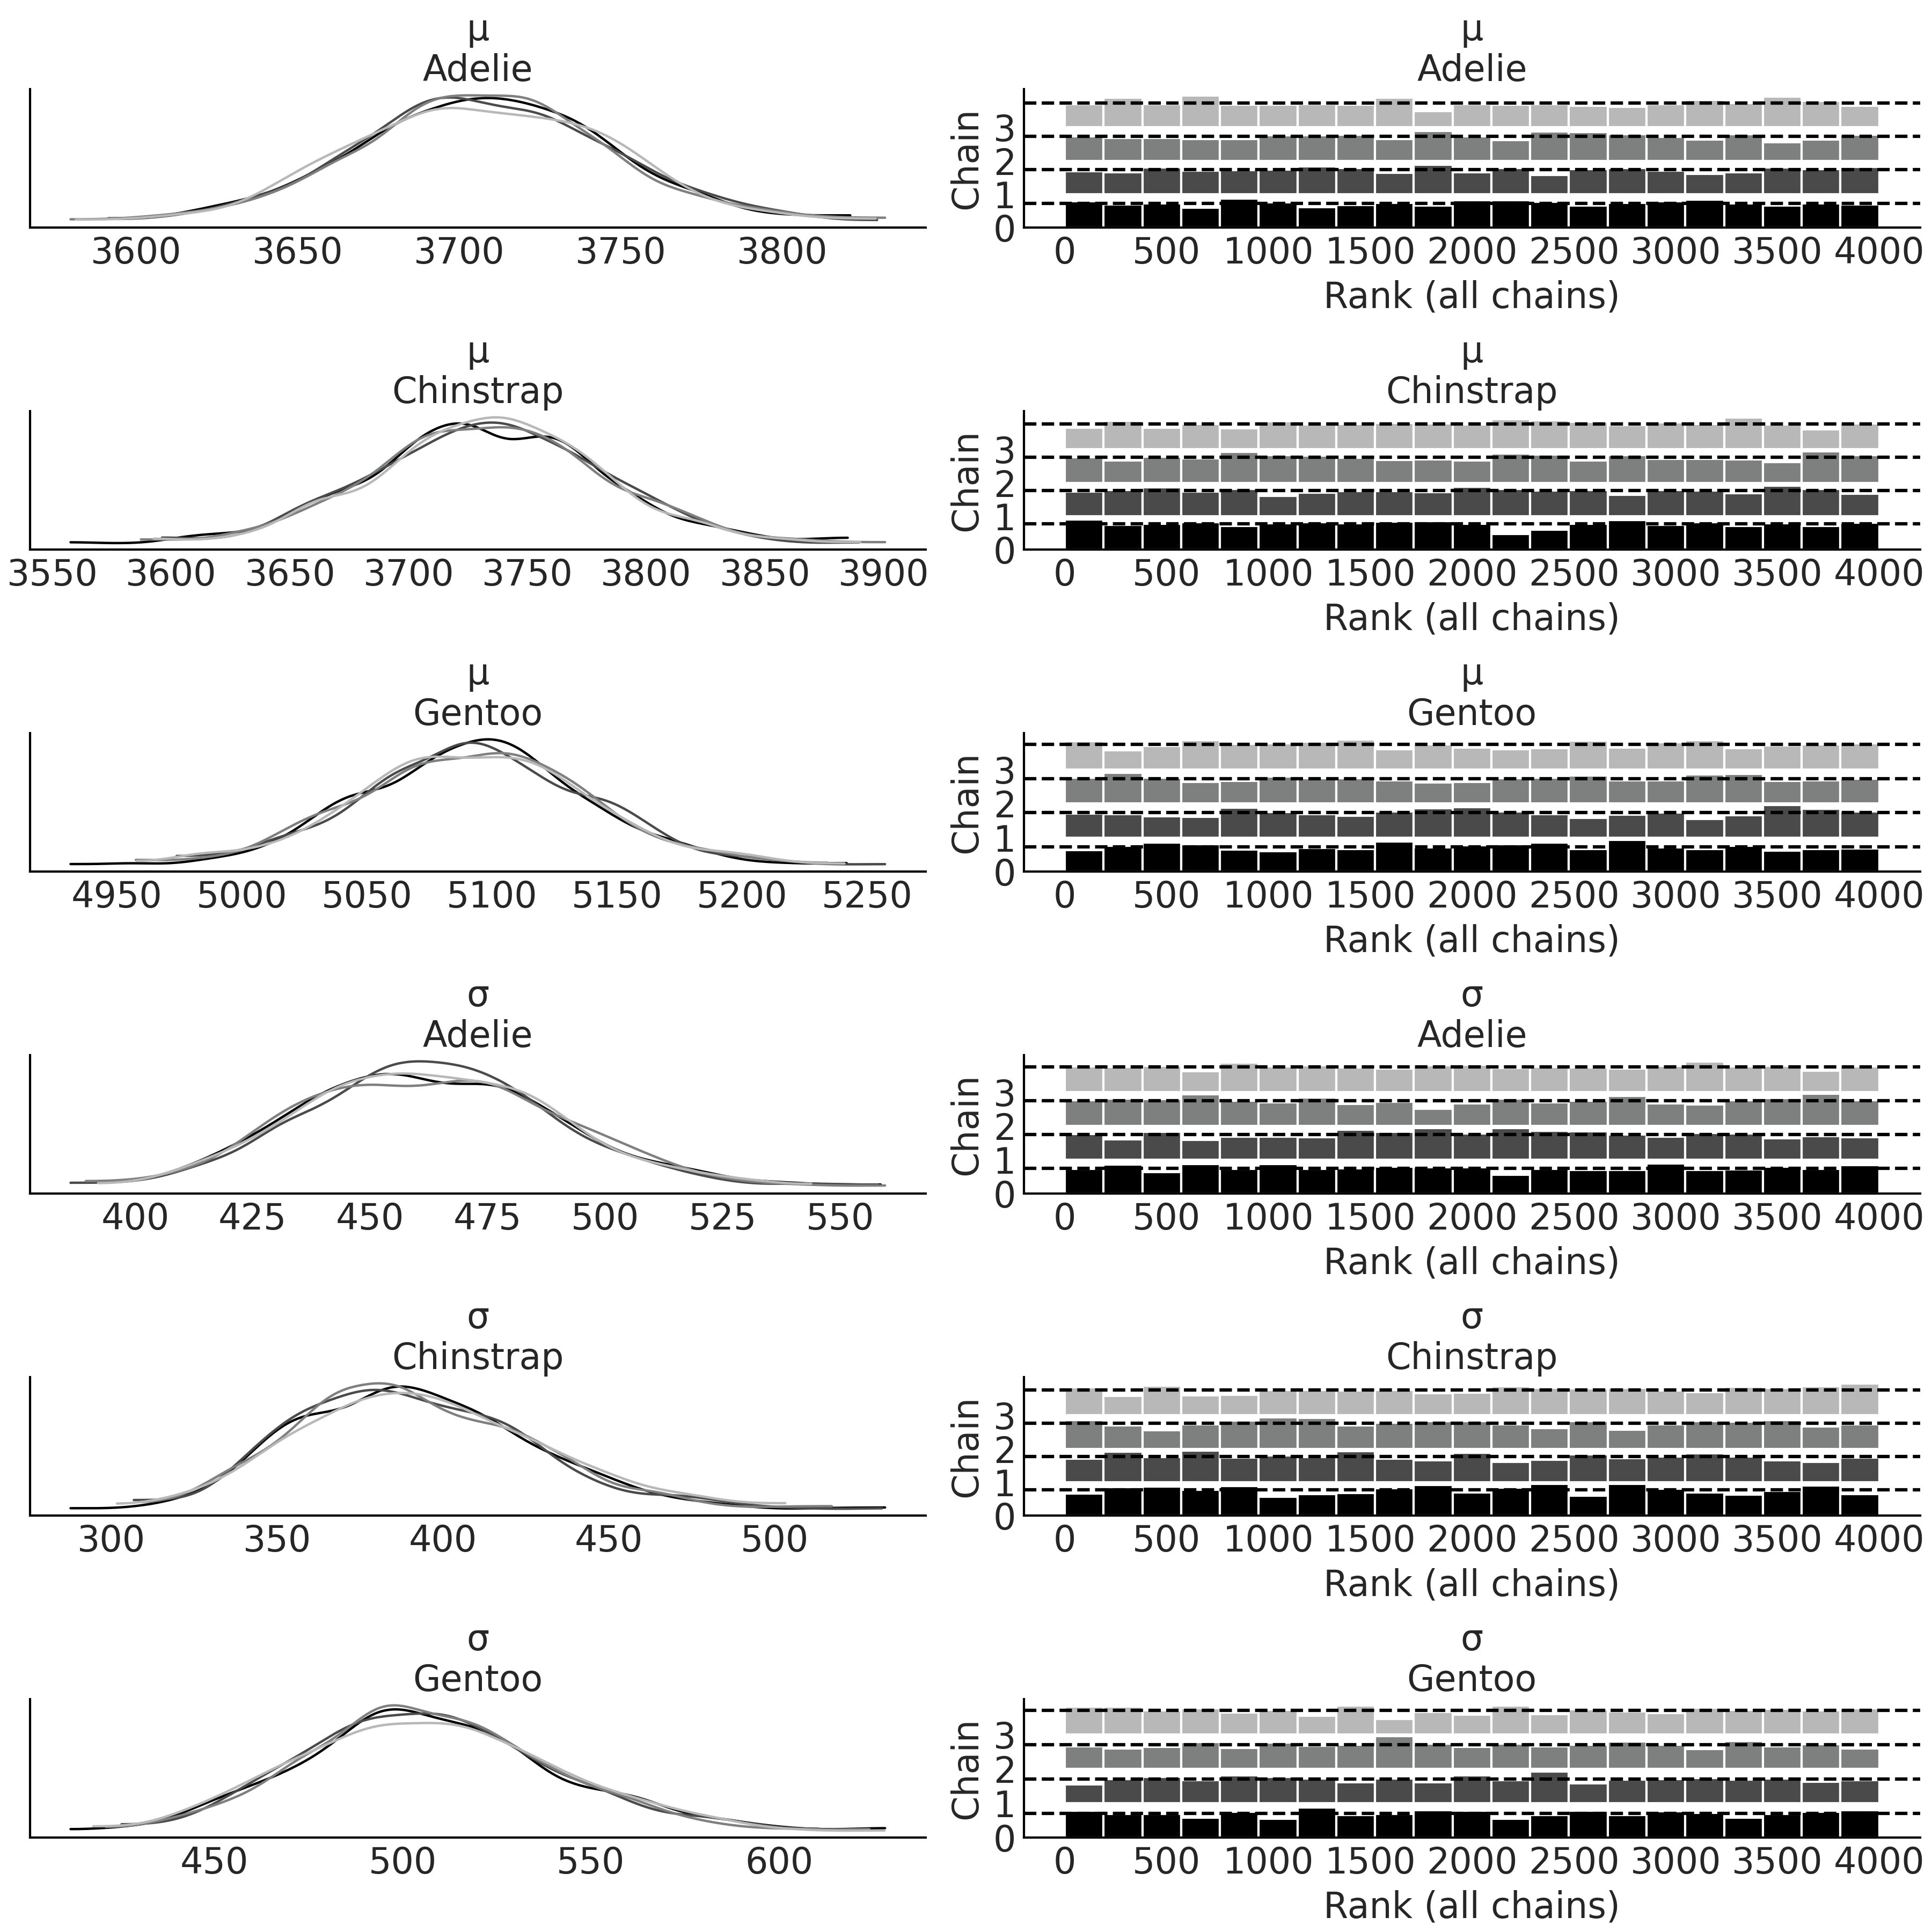 μ
Adelie
3600 3650 3700 3750 3800
μ
Adelie
Chain
3
2
1
0
0 500 1000 1500 2000 2500 3000 3500 4000
Rank (all chains)
μ
Chinstrap
3550 3600 3650 3700 3750 3800 3850 3900
μ
Chinstrap
Chain
3
2
1
0
0 500 1000 1500 2000 2500 3000 3500 4000
Rank (all chains)
μ
Gentoo
4950 5000 5050 5100 5150 5200 5250
μ
Gentoo
Chain
3
2
1
0
0 500 1000 1500 2000 2500 3000 3500 4000
Rank (all chains)
σ
Adelie
400 425 450 475 500 525 550
σ
Adelie
Chain
3
2
1
0
0 500 1000 1500 2000 2500 3000 3500 4000
Rank (all chains)
σ
Chinstrap
300 350 400 450 500
σ
Chinstrap
Chain
3
2
1
0
0 500 1000 1500 2000 2500 3000 3500 4000
Rank (all chains)
σ
Gentoo
450 500 550 600
σ
Gentoo
Chain
3
2
1
0
0 500 1000 1500 2000 2500 3000 3500 4000
Rank (all chains)